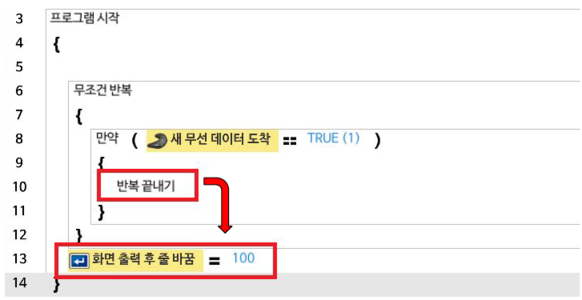 3 프로그램 시작
4 {
5
6 무조건 반복
7 {
8 만약 ( 새 무선 데이터 도착 == TRUE (1) )
9 {
10 반복 끝내기
11 }
12 }
13 화면 출력 후 줄 바꿈 = 100
14 }